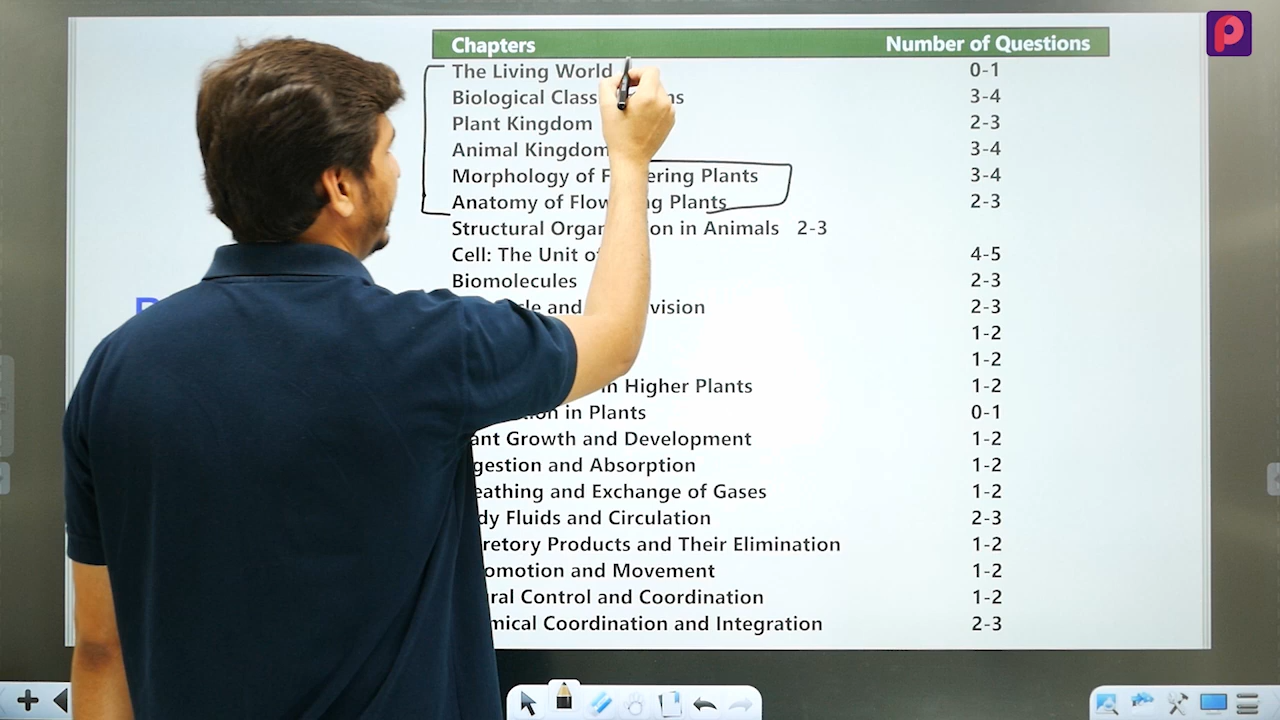 Chapters Number of Questions
The Living World 0-1
Biological Class ns 3-4
Plant Kingdom 2-3
Animal Kingdom 3-4
Morphology of F ering Plants 3-4
Anatomy of Flow g Plants 2-3
Structural Organ on in Animals 2-3
Cell: The Unit of 4-5
Biomolecules 2-3
cle and vision 2-3
1-2
1-2
in Higher Plants 1-2
tion in Plants 0-1
ant Growth and Development 1-2
gestion and Absorption 1-2
eathing and Exchange of Gases 1-2
dy Fluids and Circulation 2-3
retory Products and Their Elimination 1-2
omotion and Movement 1-2
ral Control and Coordination 1-2
mical Coordination and Integration 2-3